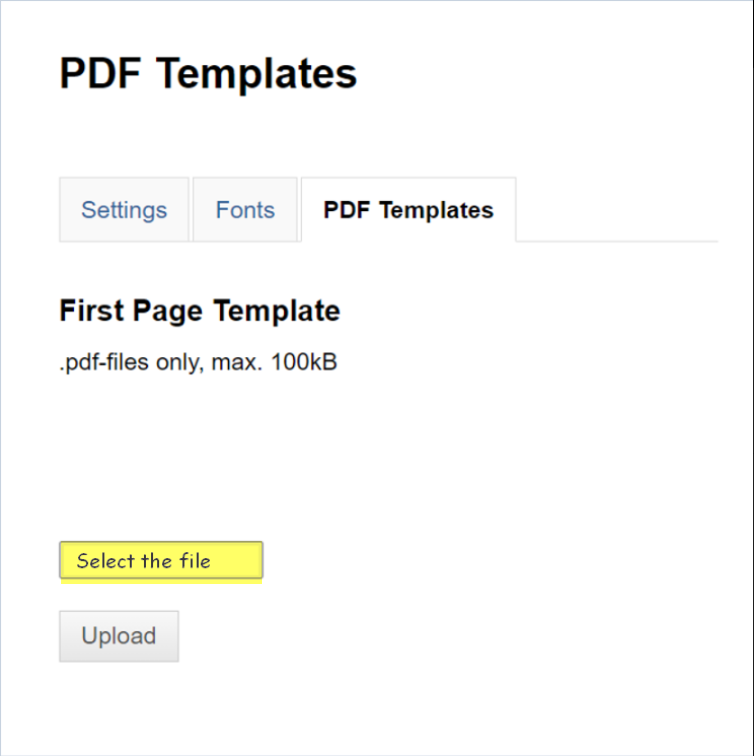 PDF Templates
Settings Fonts PDF Templates
First Page Template
.pdf-files only, max. 100kB
Select the file
Upload